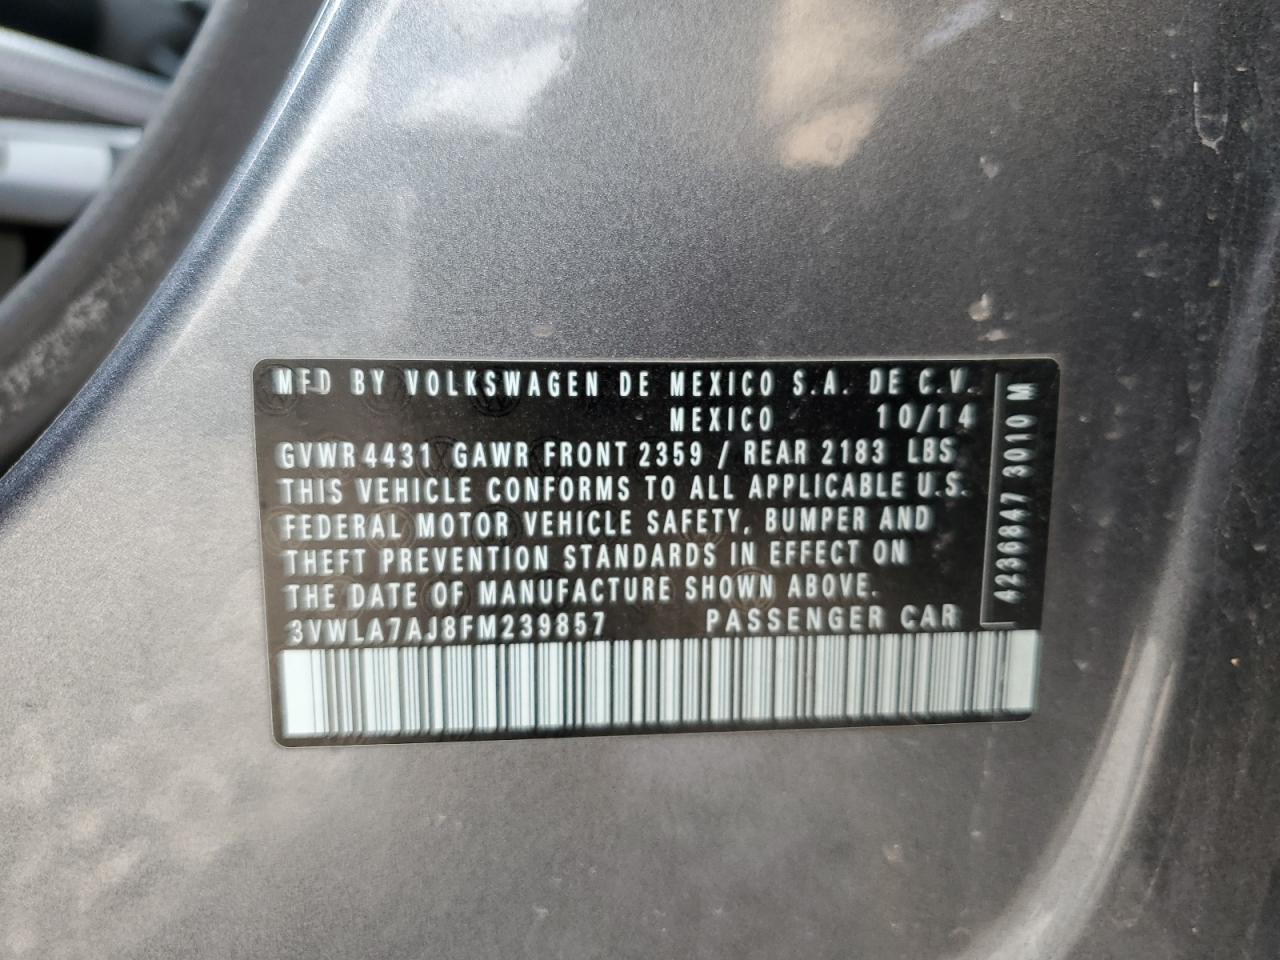 MFD BY VOLKSWAGEN DE MEXICO S.A. DE C.V.
MEXICO 10/14
GVWR 4431 GAWR FRONT 2359 / REAR 2183 LBS
THIS VEHICLE CONFORMS TO ALL APPLICABLE U.S.
FEDERAL MOTOR VEHICLE SAFETY, BUMPER AND
THEFT PREVENTION STANDARDS IN EFFECT ON
THE DATE OF MANUFACTURE SHOWN ABOVE.
3VWLA7AJ8FM239857 PASSENGER CAR
4236847 3010 M